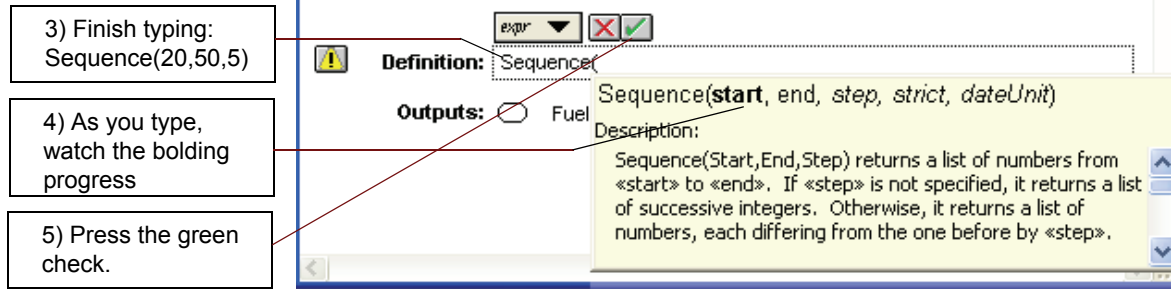 3) Finish typing:
Sequence(20,50,5)
4) As you type,
watch the bolding
progress
5) Press the green
check.
expr
Definition: Sequence(
Outputs: Fuel
Sequence(start, end, step, strict, dateUnit)
Description:
Sequence(Start,End,Step) returns a list of numbers from
«start» to «end». If «step» is not specified, it returns a list
of successive integers. Otherwise, it returns a list of
numbers, each differing from the one before by «step».